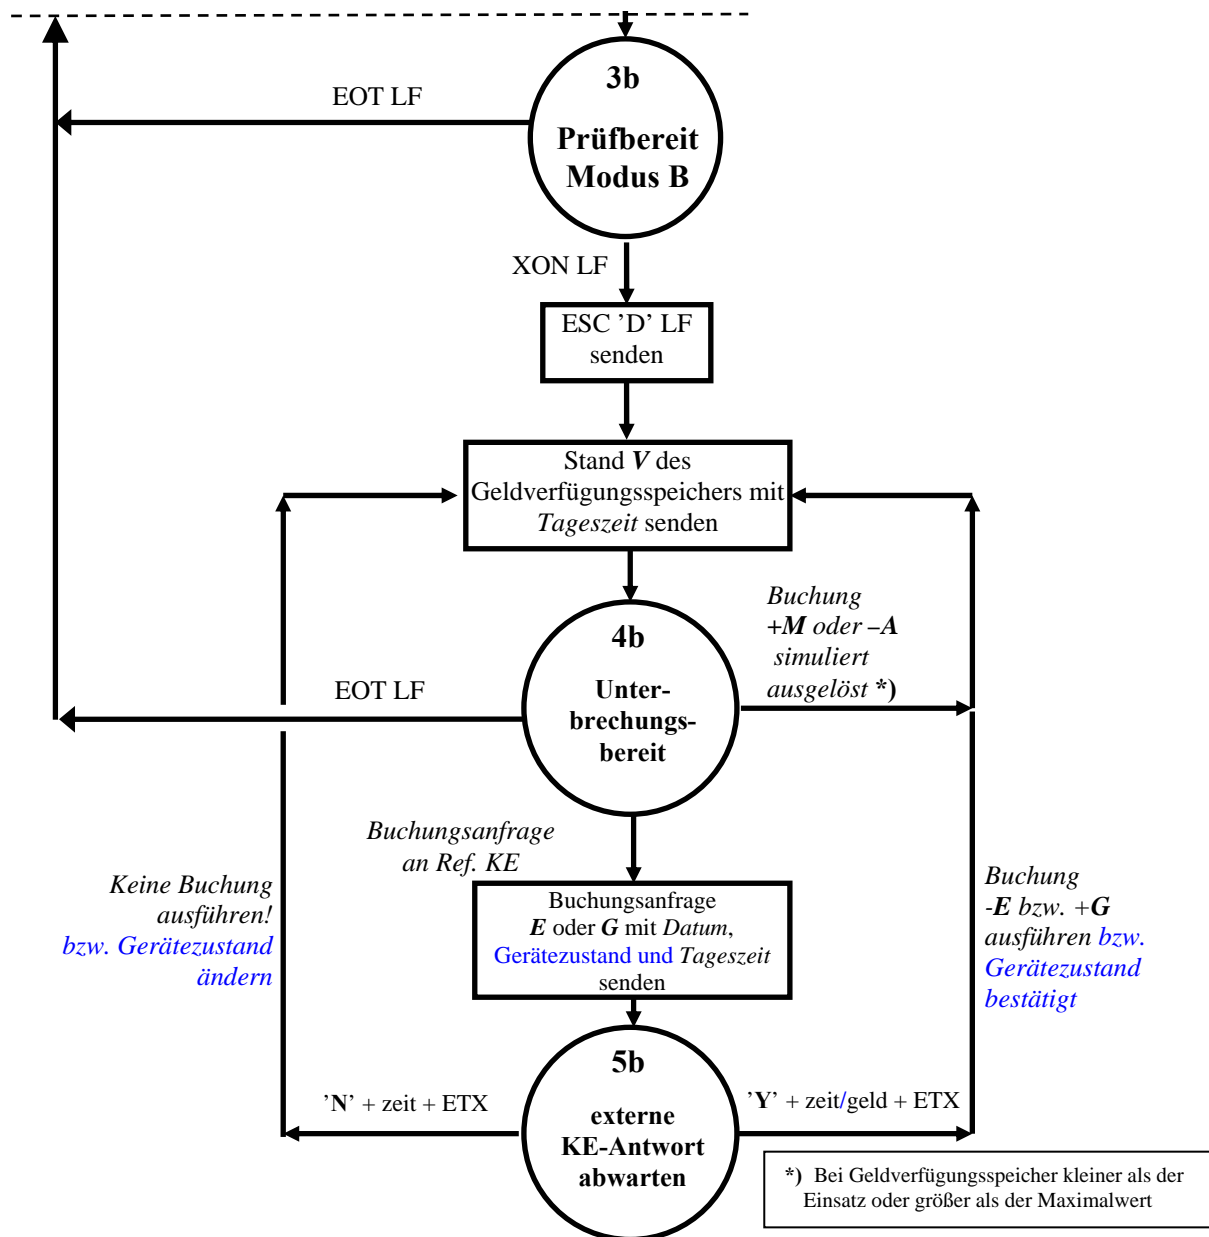 3b
EOT LF
Prüfbereit
Modus B
XON LF
ESC ’D’ LF
senden
Stand V des
Geldverfügungsspeichers mit
Tageszeit senden
Buchung
+M oder –A
simuliert
ausgelöst *)
4b
EOT LF
Unter-
brechungs-
bereit
Buchungsanfrage
an Ref. KE
Keine Buchung
ausführen!
bzw. Gerätezustand
ändern
Buchungsanfrage
E oder G mit Datum,
Gerätezustand und Tageszeit
senden
Buchung
-E bzw. +G
ausführen bzw.
Gerätezustand
bestätigt
5b
’N’ + zeit + ETX
’Y’ + zeit/geld + ETX
externe
KE-Antwort
abwarten
*) Bei Geldverfügungsspeicher kleiner als der
Einsatz oder größer als der Maximalwert